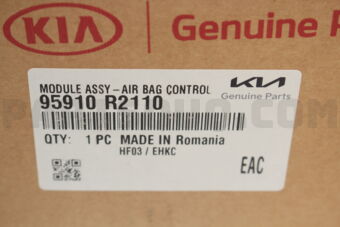 KIA Genuine P
MODULE ASSY-AIR BAG CONTROL
95910 R2110
KIA
Genuine Parts
QTY: 1 PC MADE IN Romania
HF03 / EHKC
EAC